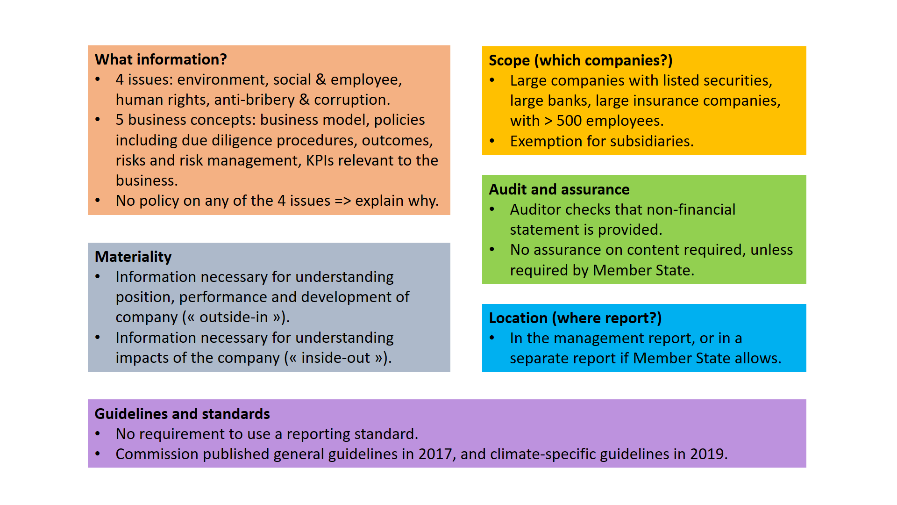 What information?
• 4 issues: environment, social & employee,
human rights, anti-bribery & corruption.
• 5 business concepts: business model, policies
including due diligence procedures, outcomes,
risks and risk management, KPIs relevant to the
business.
• No policy on any of the 4 issues => explain why.
Materiality
• Information necessary for understanding
position, performance and development of
company (« outside-in »).
• Information necessary for understanding
impacts of the company (« inside-out »).
Scope (which companies?)
• Large companies with listed securities,
large banks, large insurance companies,
with > 500 employees.
• Exemption for subsidiaries.
Audit and assurance
• Auditor checks that non-financial
statement is provided.
• No assurance on content required, unless
required by Member State.
Location (where report?)
• In the management report, or in a
separate report if Member State allows.
Guidelines and standards
• No requirement to use a reporting standard.
• Commission published general guidelines in 2017, and climate-specific guidelines in 2019.